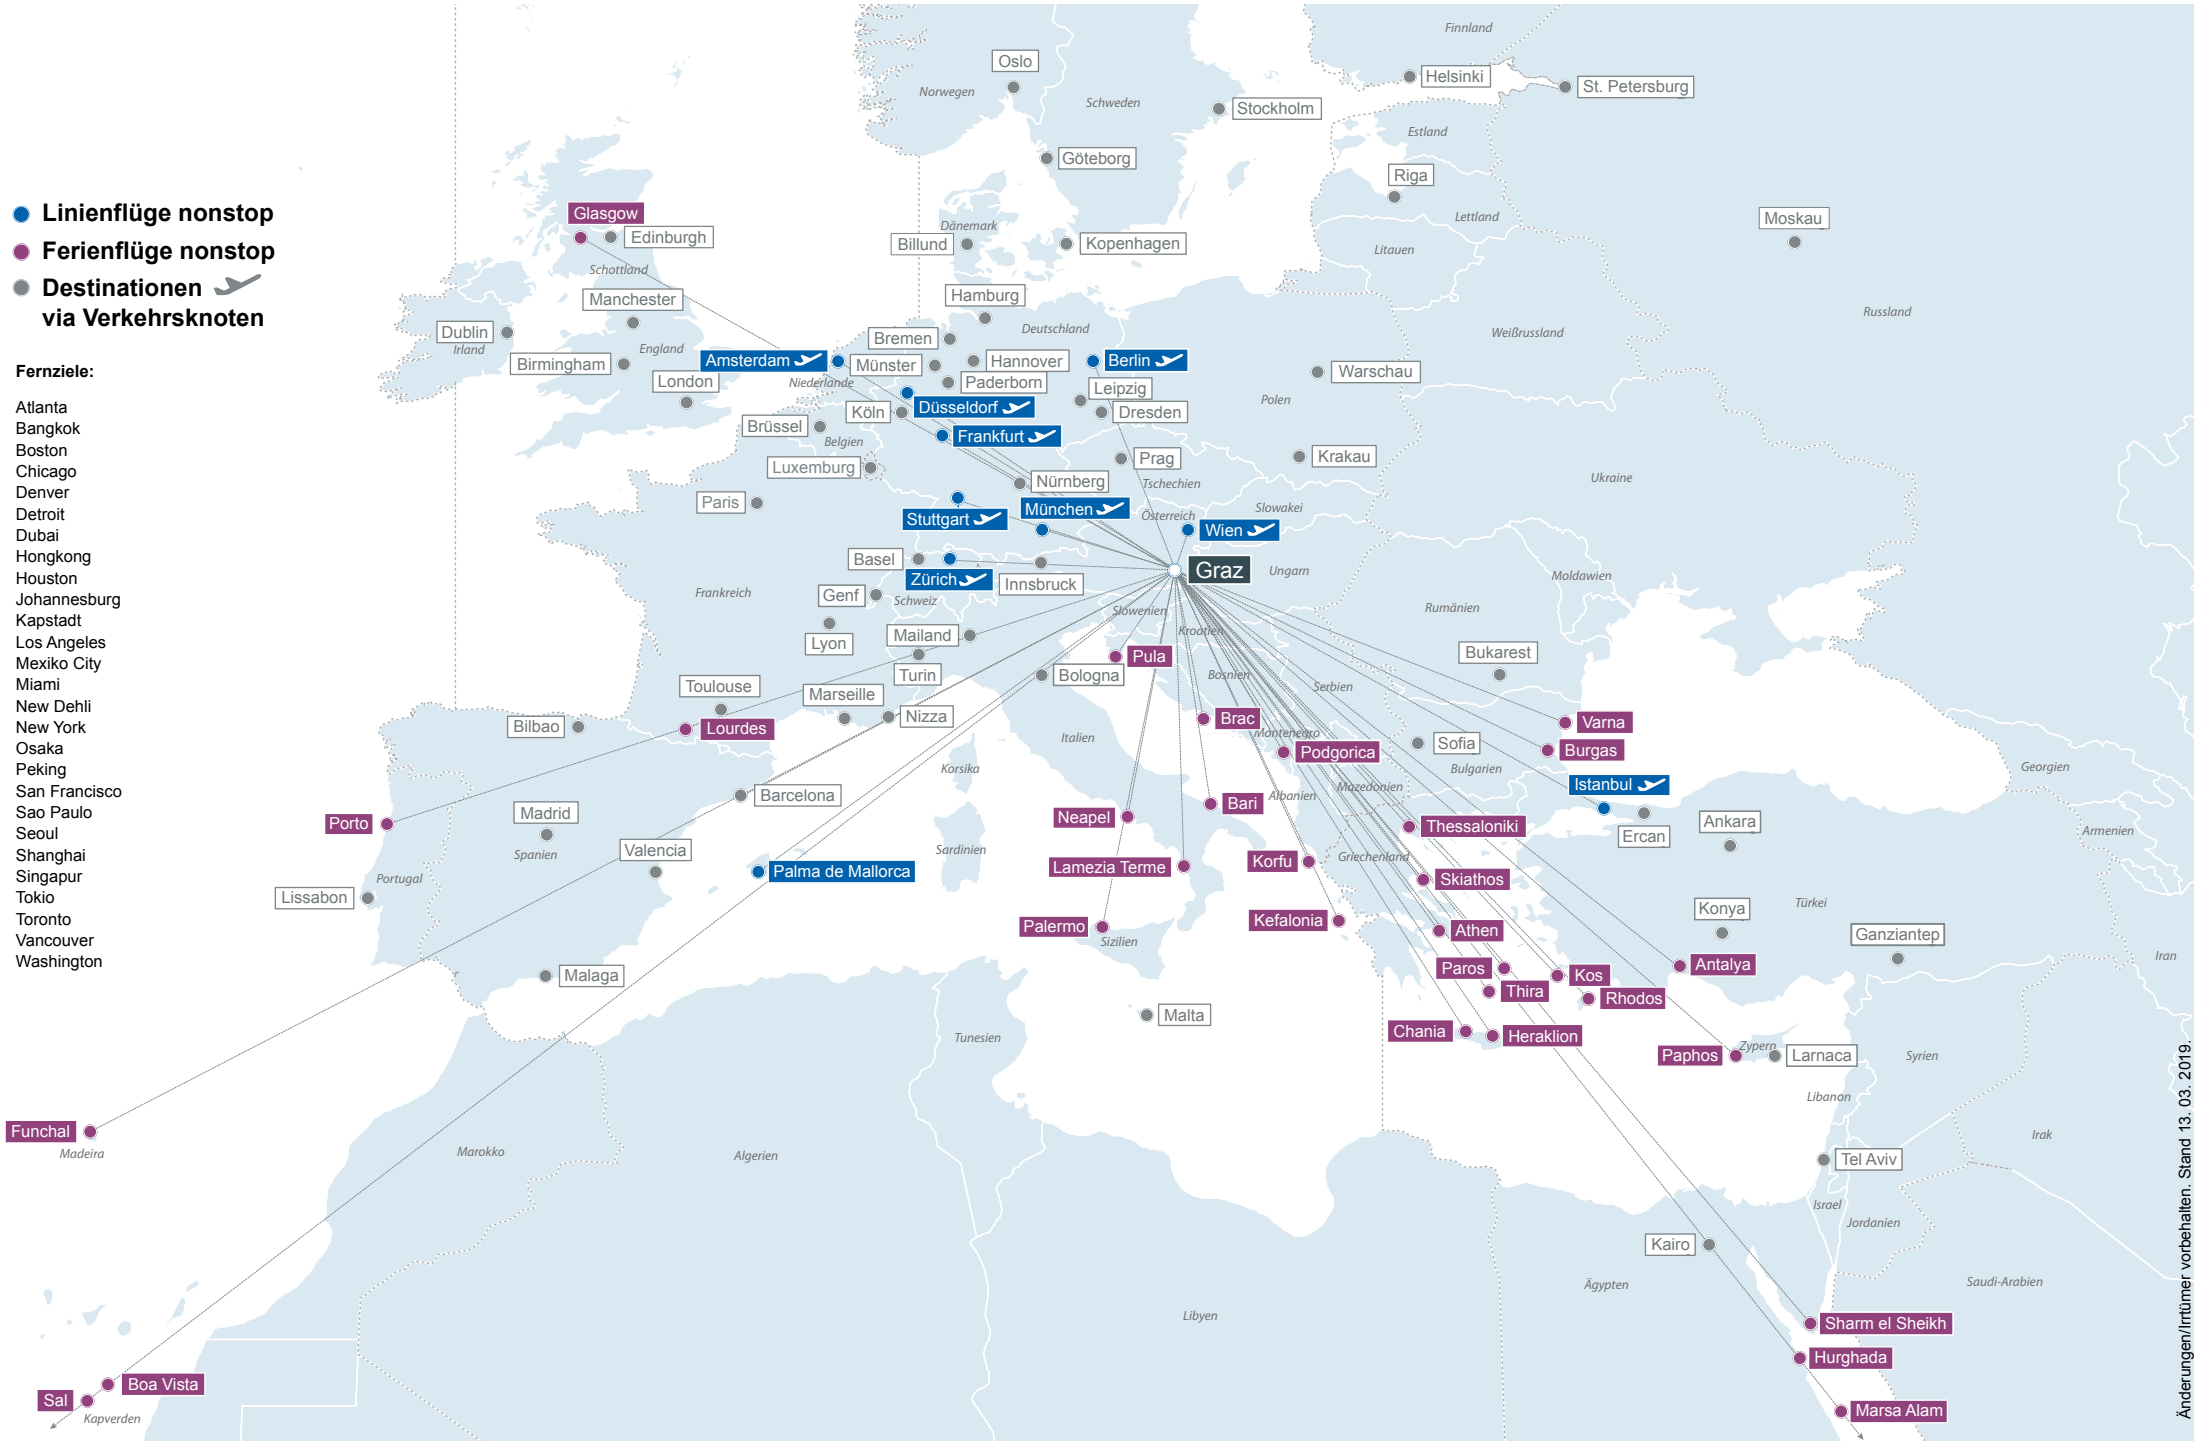 Finnland
Oslo
Helsinki
St. Petersburg
Norwegen
Schweden
Stockholm
Estland
Göteborg
Riga
Linienflüge nonstop
Ferienflüge nonstop
Destinationen
via Verkehrsknoten
Glasgow
Edinburgh
Schottland
Dänemark
Billund
Kopenhagen
Lettland
Litauen
Moskau
Russland
Manchester
Hamburg
Deutschland
Weißrussland
Dublin
Irland
England
Birmingham
London
Bremen
Amsterdam
Niederlande
Münster
Hannover
Paderborn
Berlin
Leipzig
Dresden
Warschau
Polen
Köln
Düsseldorf
Brüssel
Belgien
Frankfurt
Luxemburg
Prag
Tschechien
Krakau
Nürnberg
Ukraine
Paris
Stuttgart
München
Österreich
Slowakei
Wien
Basel
Zürich
Innsbruck
Graz
Ungarn
Moldawien
Frankreich
Genf
Schweiz
Slowenien
Rumänien
Lyon
Mailand
Kroatien
Turin
Bologna
Pula
Bosnien
Serbien
Bukarest
Toulouse
Marseille
Nizza
Bilbao
Lourdes
Italien
Brac
Montenegro
Podgorica
Sofia
Bulgarien
Varna
Burgas
Korsika
Georgien
Istanbul
Barcelona
Albanien
Mazedonien
Bari
Porto
Madrid
Spanien
Neapel
Thessaloniki
Ercan
Ankara
Armenien
Valencia
Sardinien
Palma de Mallorca
Lamezia Terme
Korfu
Griechenland
Skiathos
Portugal
Lissabon
Konya
Türkei
Palermo
Sizilien
Kefalonia
Athen
Ganziantep
Iran
Malaga
Paros
Kos
Antalya
Thira
Rhodos
Malta
Chania
Heraklion
Tunesien
Paphos
Zypern
Larnaca
Syrien
Libanon
Funchal
Madeira
Marokko
Algerien
Irak
Tel Aviv
Israel
Jordanien
Kairo
Ägypten
Saudi-Arabien
Libyen
Sharm el Sheikh
Hurghada
Boa Vista
Sal
Kapverden
Marsa Alam
Fernziele:
Atlanta
Bangkok
Boston
Chicago
Denver
Detroit
Dubai
Hongkong
Houston
Johannesburg
Kapstadt
Los Angeles
Mexiko City
Miami
New Dehli
New York
Osaka
Peking
San Francisco
Sao Paulo
Seoul
Shanghai
Singapur
Tokio
Toronto
Vancouver
Washington
Änderungen/Irrtümer vorbehalten. Stand 13. 03. 2019.